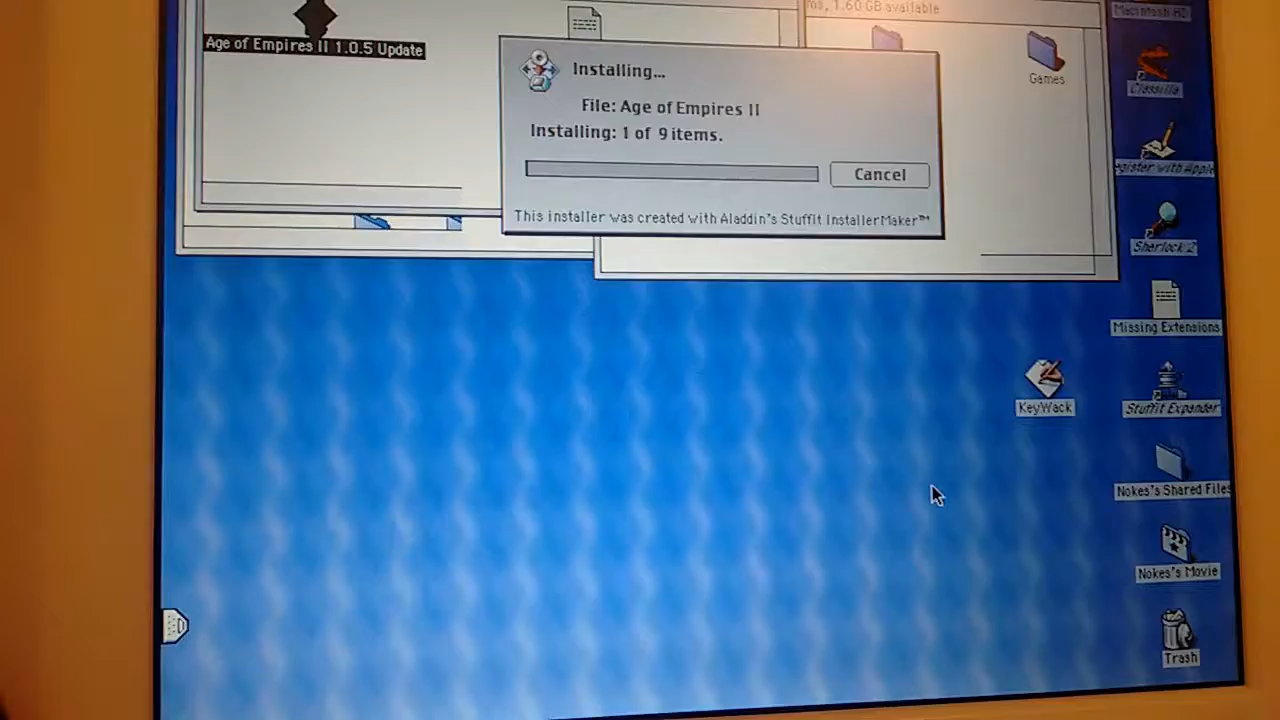 ms, 1.60 GB available
Macintosh HD
Age of Empires II 1.0.5 Update
Games
Installing...
File: Age of Empires II
Installing: 1 of 9 items.
Cancel
This installer was created with Aladdin's StuffIt InstallerMaker™
Classilla
egister with Apple
Sherlock 2
Missing Extensions
KeyWack
StuffIt Expander
Nokes's Shared Files
Nokes's Movie
Trash